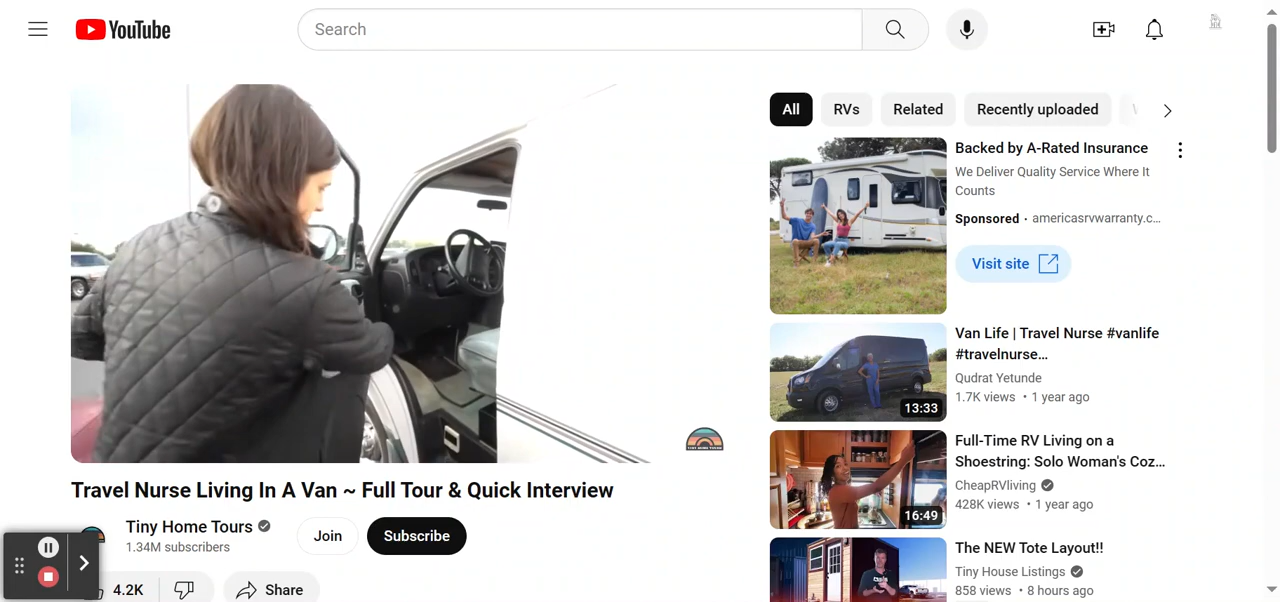 YouTube
Search
All
RVs
Related
Recently uploaded
Backed by A-Rated Insurance
We Deliver Quality Service Where It
Counts
Sponsored · americasrvwarranty.c...
Visit site
Van Life | Travel Nurse #vanlife
#travelnurse...
Qudrat Yetunde
1.7K views • 1 year ago
13:33
Full-Time RV Living on a
Shoestring: Solo Woman's Coz...
CheapRVliving
428K views • 1 year ago
16:49
The NEW Tote Layout!!
Tiny House Listings
858 views • 8 hours ago
TINY HOME TOURS
Travel Nurse Living In A Van ~ Full Tour & Quick Interview
Tiny Home Tours
1.34M subscribers
Join
Subscribe
4.2K
Share